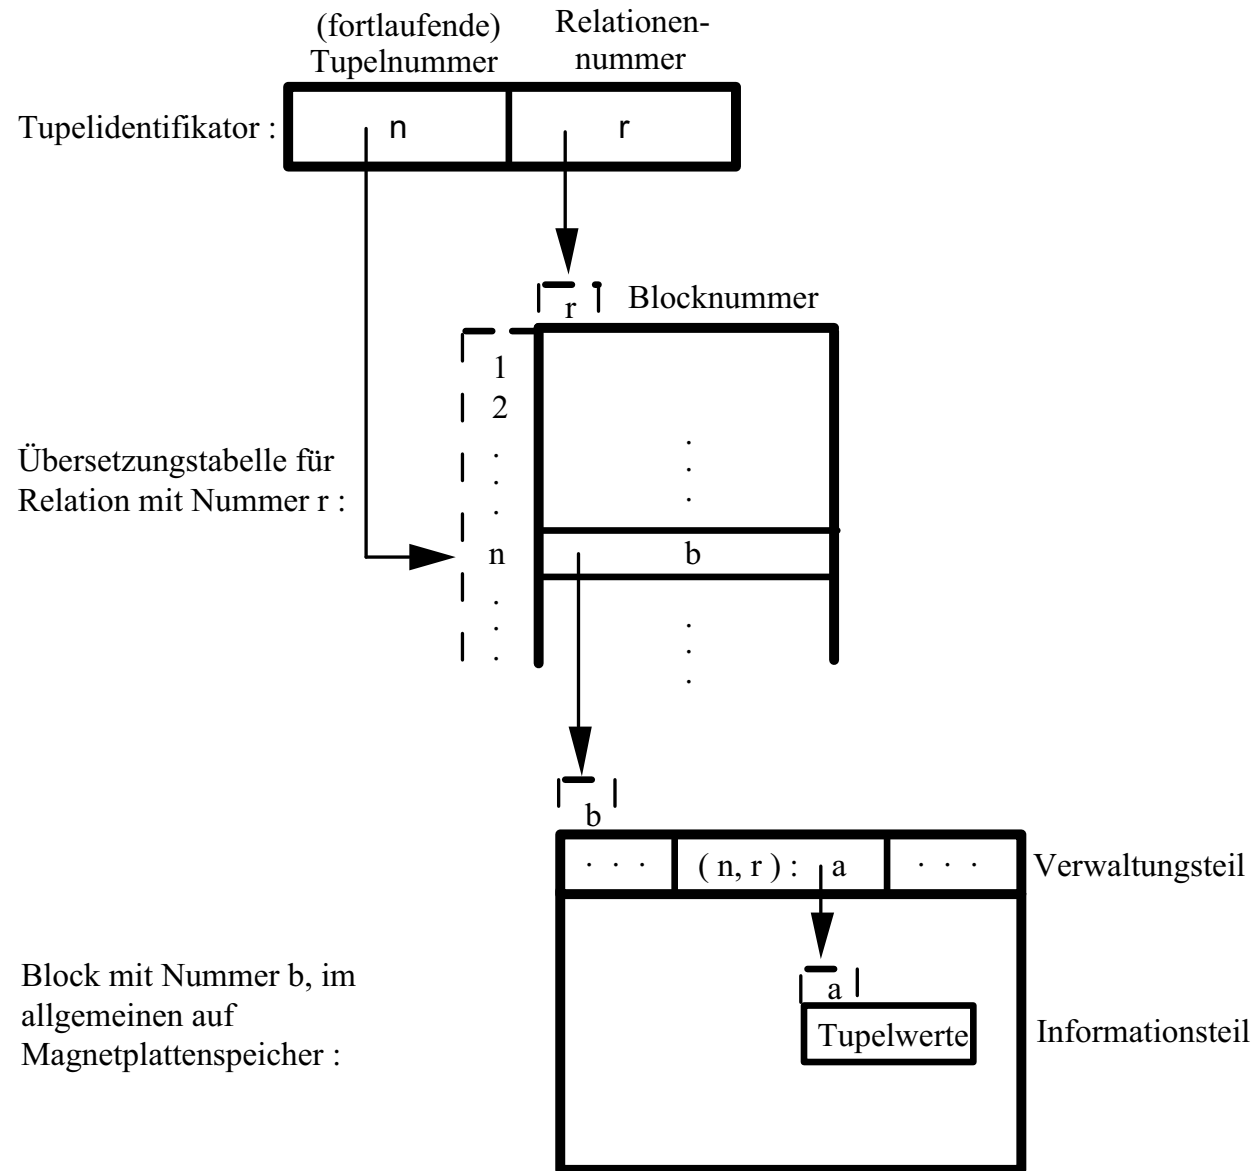 (fortlaufende)
Tupelnummer
Relationen-
nummer
Tupelidentifikator :
n
r
r
Blocknummer
1
2
.
.
.
n
.
.
.
.
.
.
b
.
.
.
Übersetzungstabelle für
Relation mit Nummer r :
b
. . .
( n, r ) : a
. . .
Verwaltungsteil
a
Tupelwerte
Informationsteil
Block mit Nummer b, im
allgemeinen auf
Magnetplattenspeicher :